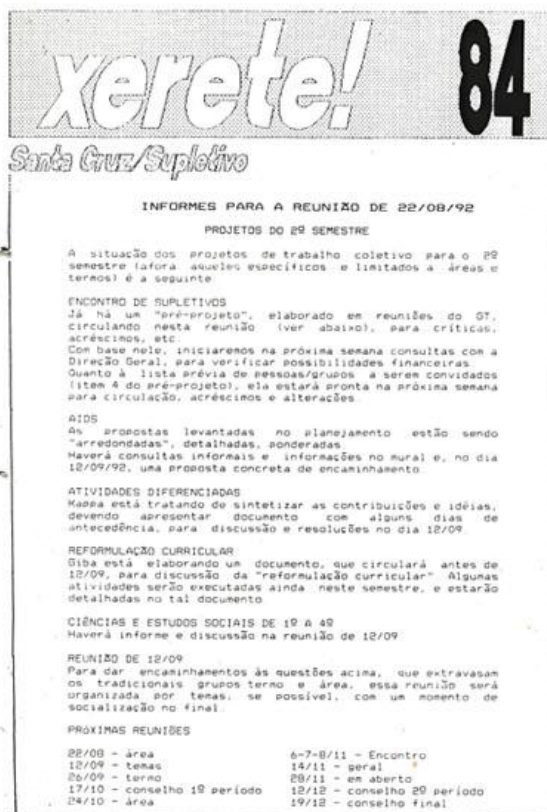 xerete! 84
Santa Cruz/Supletivo
INFORMES PARA A REUNIÃO DE 22/08/92
PROJETOS DO 2º SEMESTRE
A situação dos projetos de trabalho coletivo para o 2º
semestre (afora aqueles específicos e limitados a áreas e
termos) é a seguinte
ENCONTRO DE SUPLETIVOS
Já há um "pré-projeto", elaborado em reuniões do GT,
circulando nesta reunião (ver abaixo), para críticas,
acréscimos, etc.
Com base nele, iniciaremos na próxima semana consultas com a
Direção Geral, para verificar possibilidades financeiras
Quanto à lista prévia de pessoas/grupos a serem convidados
(item 4 do pré-projeto), ela estará pronta na próxima semana
para circulação, acréscimos e alterações
AIDS
As propostas levantadas no planejamento estão sendo
"arredondadas", detalhadas, ponderadas
Haverá consultas informais e informações no mural e, no dia
12/09/92, uma proposta concreta de encaminhamento
ATIVIDADES DIFERENCIADAS
Kappa está tratando de sintetizar as contribuições e idéias,
devendo apresentar documento com alguns dias de
antecedência, para discussão e resoluções no dia 12/09
REFORMULAÇÃO CURRICULAR
Giba está elaborando um documento, que circulará antes de
12/09, para discussão da "reformulação curricular" Algumas
atividades serão executadas ainda neste semestre, e estarão
detalhadas no tal documento
CIÊNCIAS E ESTUDOS SOCIAIS DE 1º A 4º
Haverá informe e discussão na reunião de 12/09
REUNIÃO DE 12/09
Para dar encaminhamentos às questões acima, que extravasam
os tradicionais grupos termo e área, essa reunião será
organizada por temas, se possível, com um momento de
socialização no final
PRÓXIMAS REUNIÕES
22/08 - área 6-7-8/11 - Encontro
12/09 - temas 14/11 - geral
26/09 - termo 28/11 - em aberto
17/10 - conselho 1º período 12/12 - conselho 2º período
24/10 - área 19/12 - conselho final